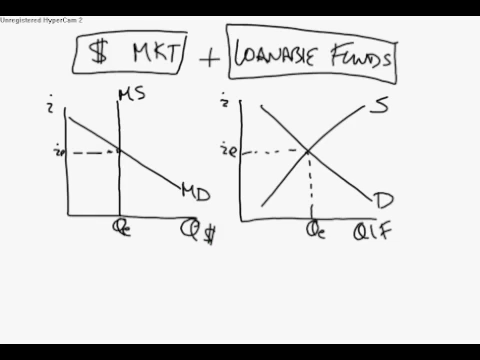 Unregistered HyperCam 2
$ MKT + LOANABLE FUNDS
i MS
ie
MD
Qe Q$
i S
ie
D
Qe QLF